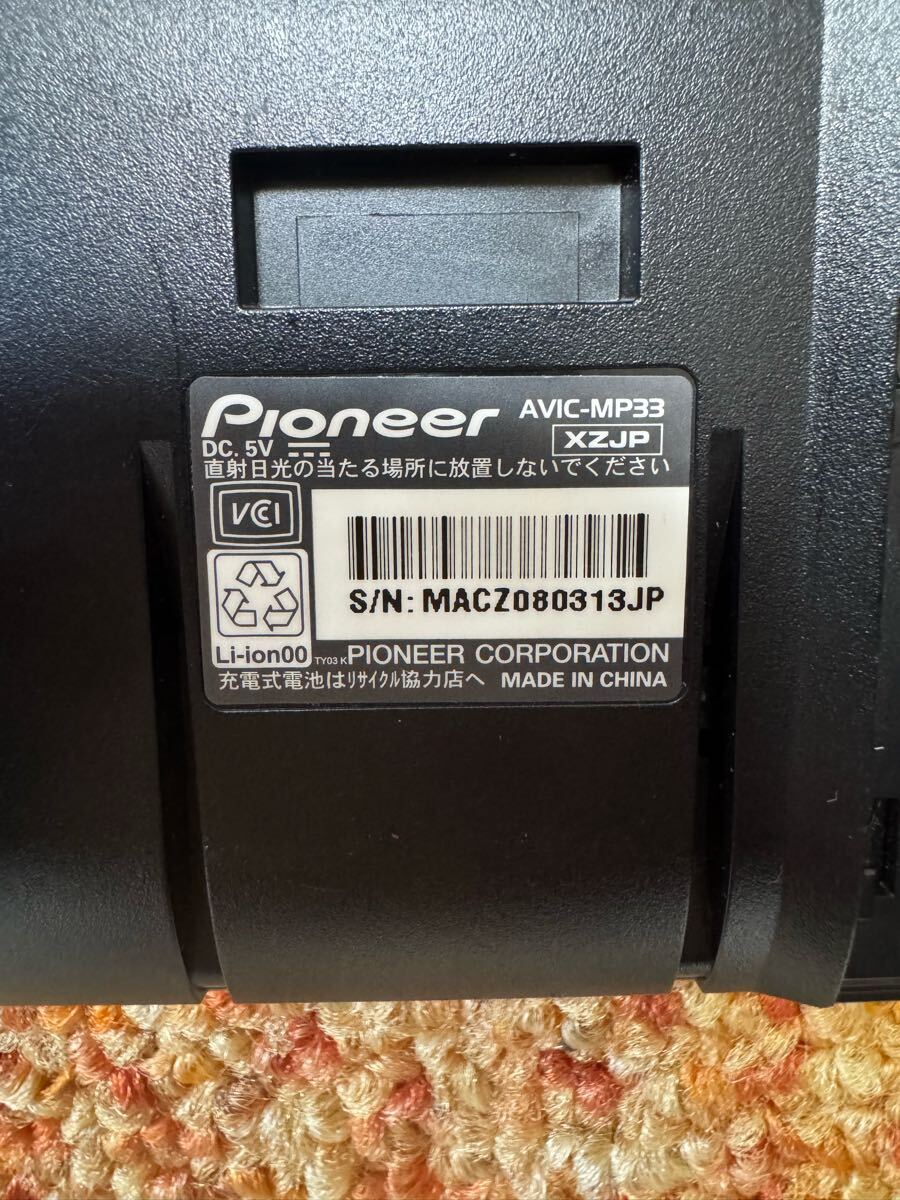 Pioneer AVIC-MP33
DC. 5V XZJP
直射日光の当たる場所に放置しないでください
VCCI
S/N: MACZ080313JP
Li-ion00 TY03 K PIONEER CORPORATION
充電式電池はリサイクル協力店へ MADE IN CHINA